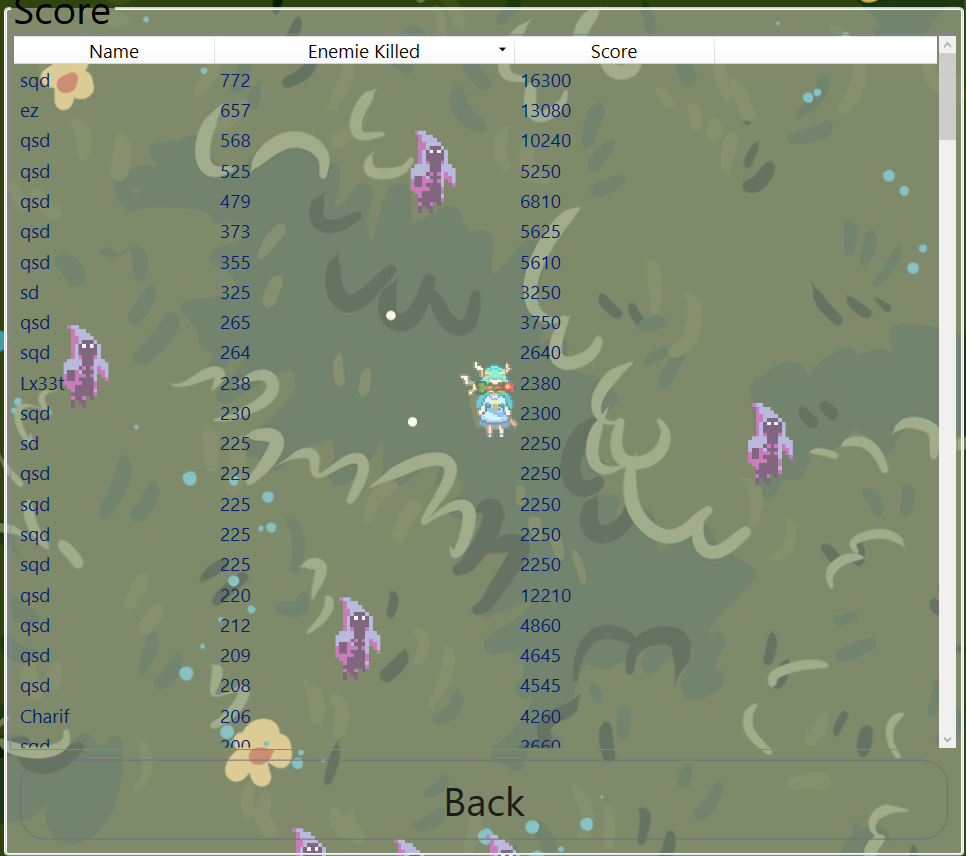 Score
Name Enemie Killed Score
sqd 772 16300
ez 657 13080
qsd 568 10240
qsd 525 5250
qsd 479 6810
qsd 373 5625
qsd 355 5610
sd 325 3250
qsd 265 3750
sqd 264 2640
Lx33t 238 2380
sqd 230 2300
sd 225 2250
qsd 225 2250
sqd 225 2250
sqd 225 2250
sqd 225 2250
qsd 220 12210
qsd 212 4860
qsd 209 4645
qsd 208 4545
Charif 206 4260
sqd 200 2660
Back